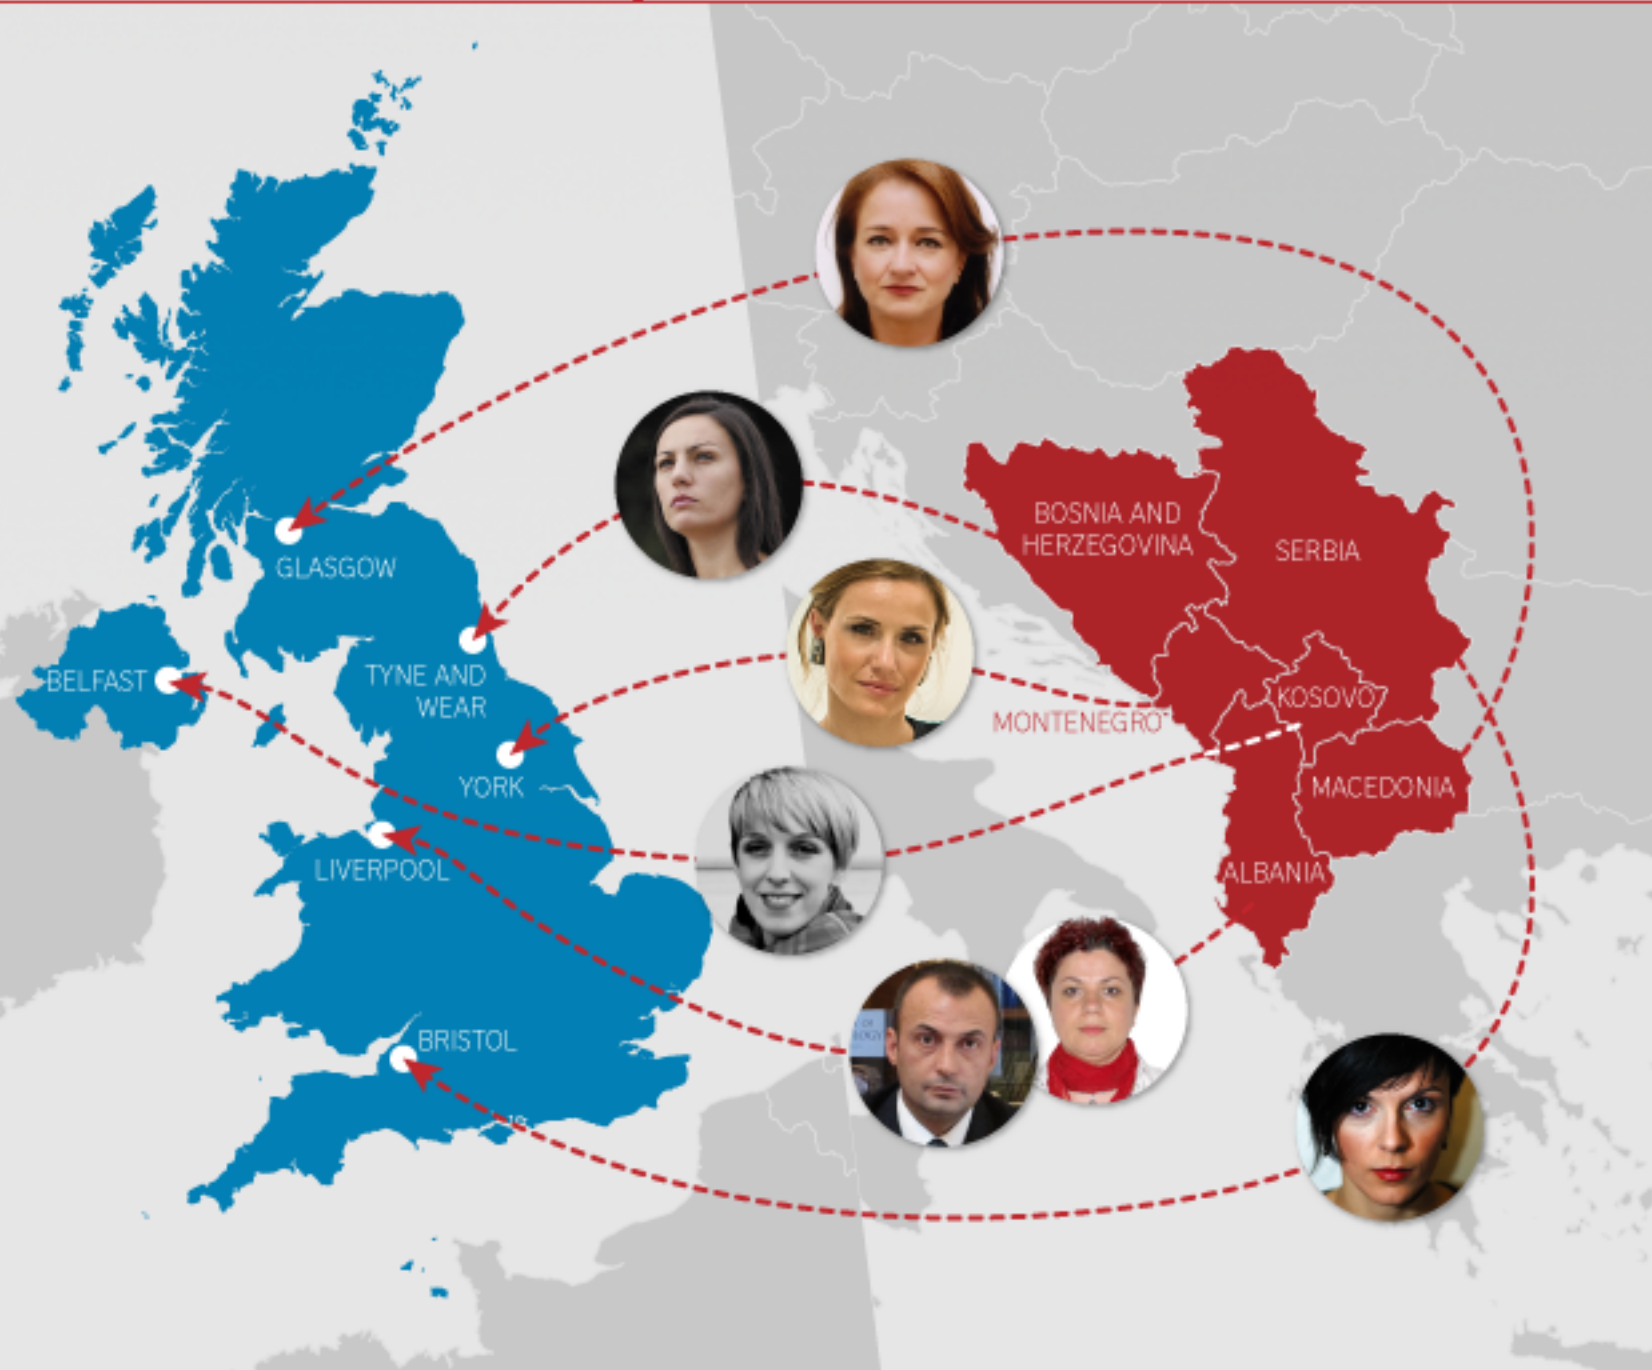 GLASGOW
BELFAST
TYNE AND
WEAR
YORK
LIVERPOOL
BRISTOL
BOSNIA AND
HERZEGOVINA
SERBIA
KOSOVO
MONTENEGRO
MACEDONIA
ALBANIA